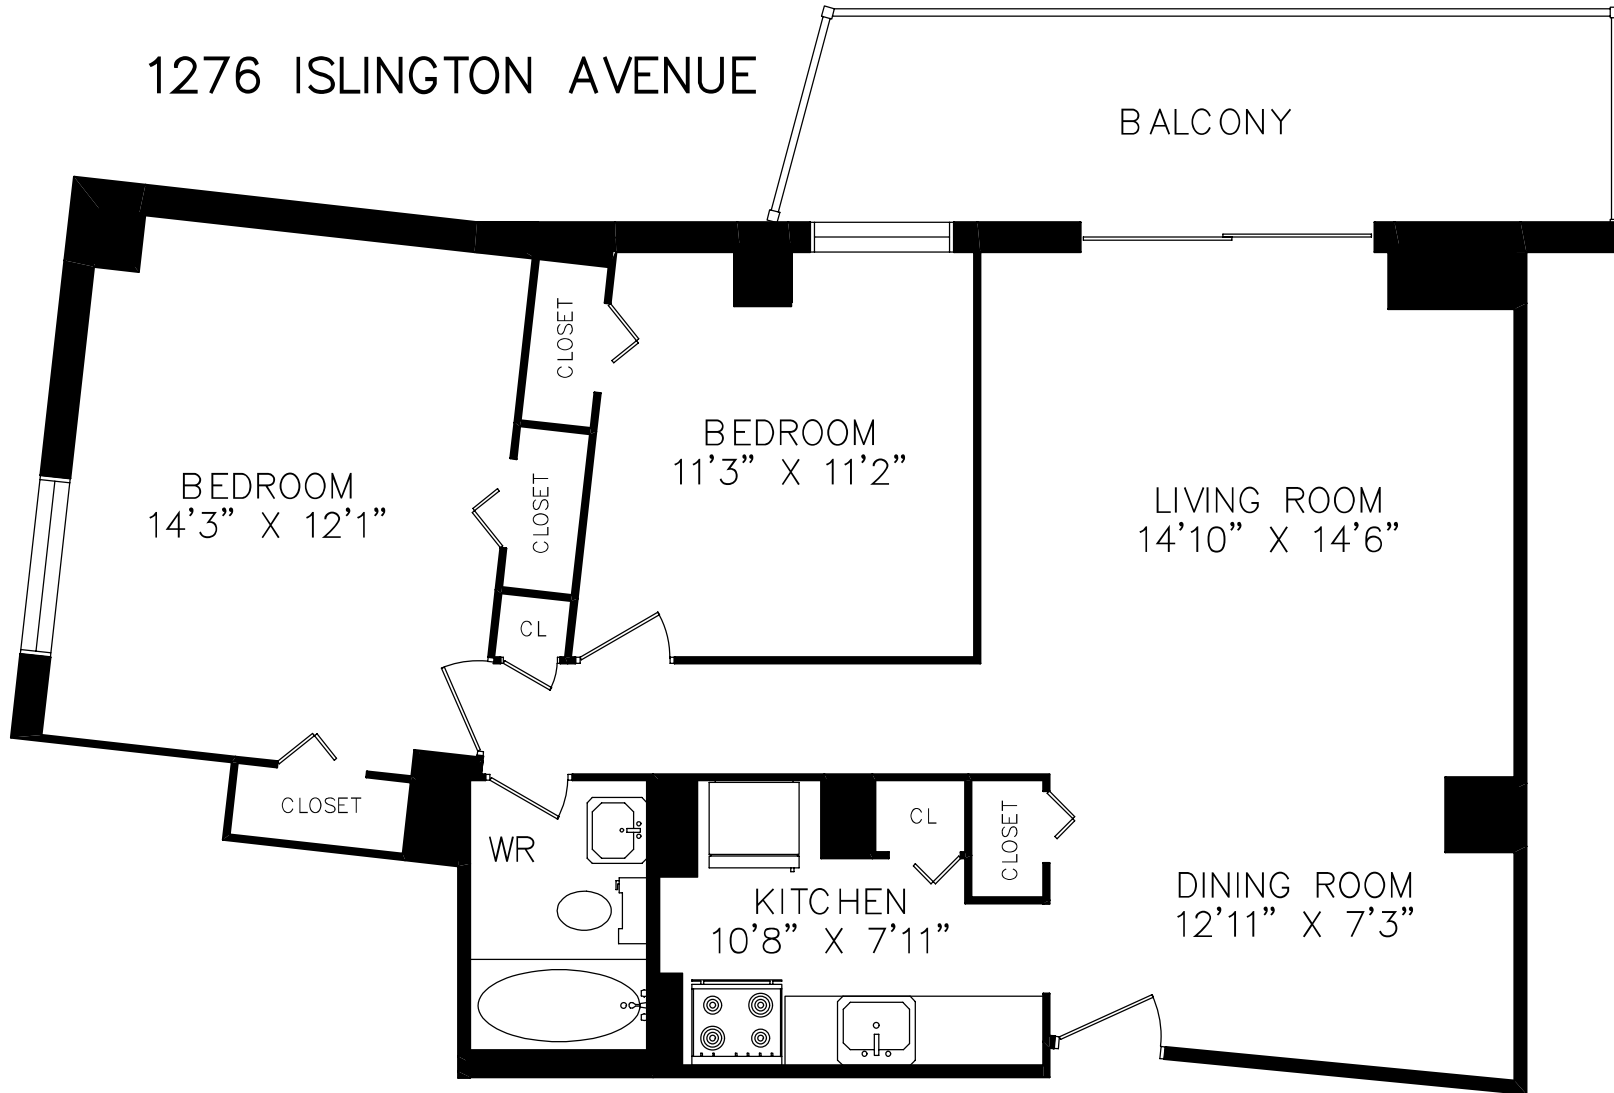 1276 ISLINGTON AVENUE
BALCONY
CLOSET
BEDROOM
11'3" X 11'2"
BEDROOM
14'3" X 12'1"
CLOSET
LIVING ROOM
14'10" X 14'6"
CL
CLOSET
WR
CL
CLOSET
KITCHEN
10'8" X 7'11"
DINING ROOM
12'11" X 7'3"